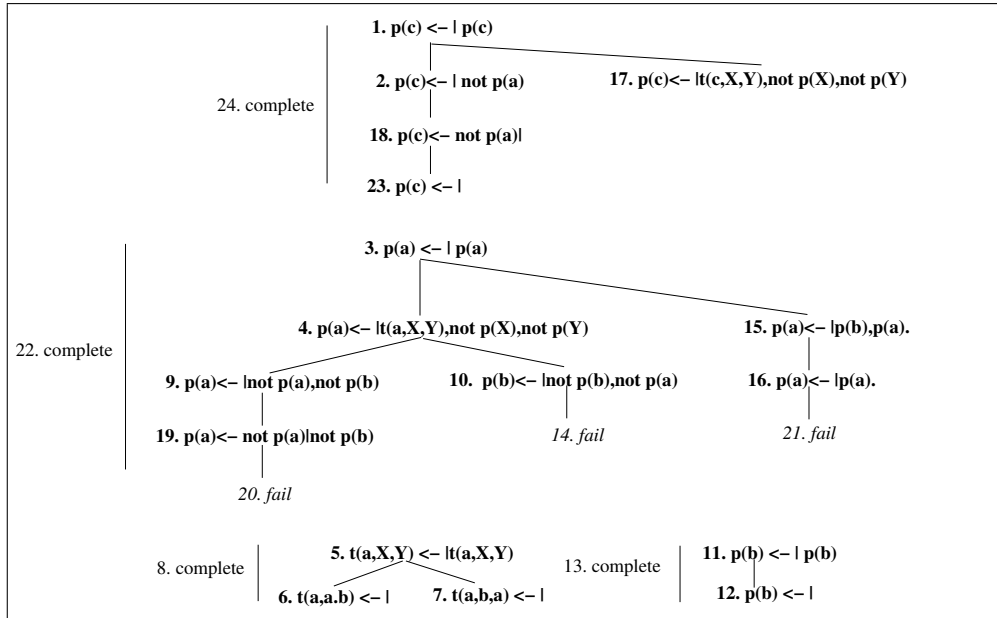 1. p(c) <– | p(c)
2. p(c)<– | not p(a)
17. p(c)<– |t(c,X,Y),not p(X),not p(Y)
24. complete
18. p(c)<– not p(a)|
23. p(c) <– |
3. p(a) <– | p(a)
4. p(a)<– |t(a,X,Y),not p(X),not p(Y)
15. p(a)<– |p(b),p(a).
22. complete
9. p(a)<– |not p(a),not p(b)
10. p(b)<– |not p(b),not p(a)
16. p(a)<– |p(a).
19. p(a)<– not p(a)|not p(b)
14. fail
21. fail
20. fail
5. t(a,X,Y) <– |t(a,X,Y)
11. p(b) <– | p(b)
8. complete
13. complete
6. t(a,a.b) <– |
7. t(a,b,a) <– |
12. p(b) <– |